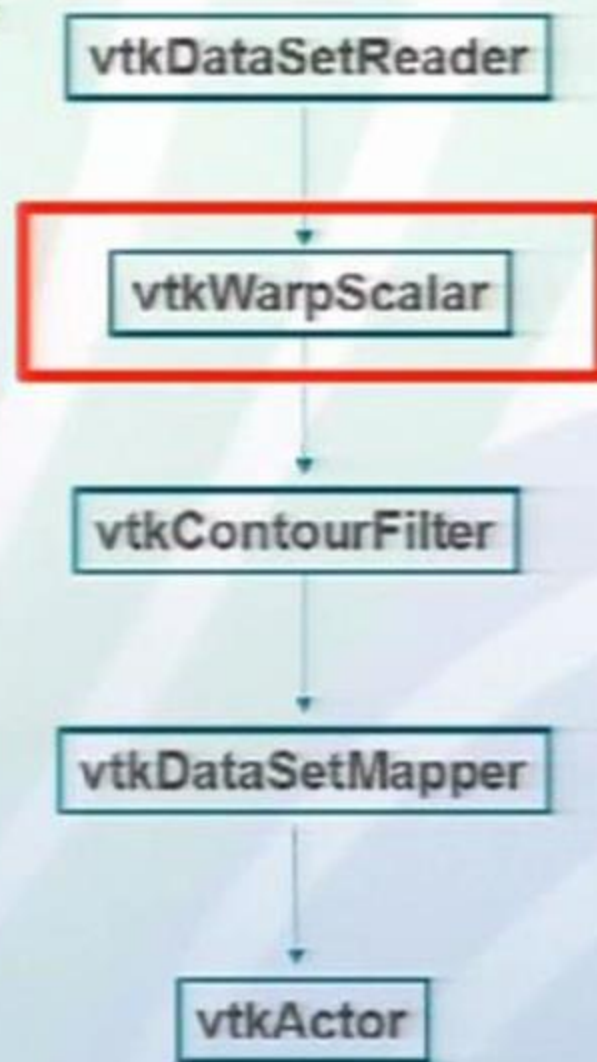 vtkDataSetReader
vtkWarpScalar
vtkContourFilter
vtkDataSetMapper
vtkActor